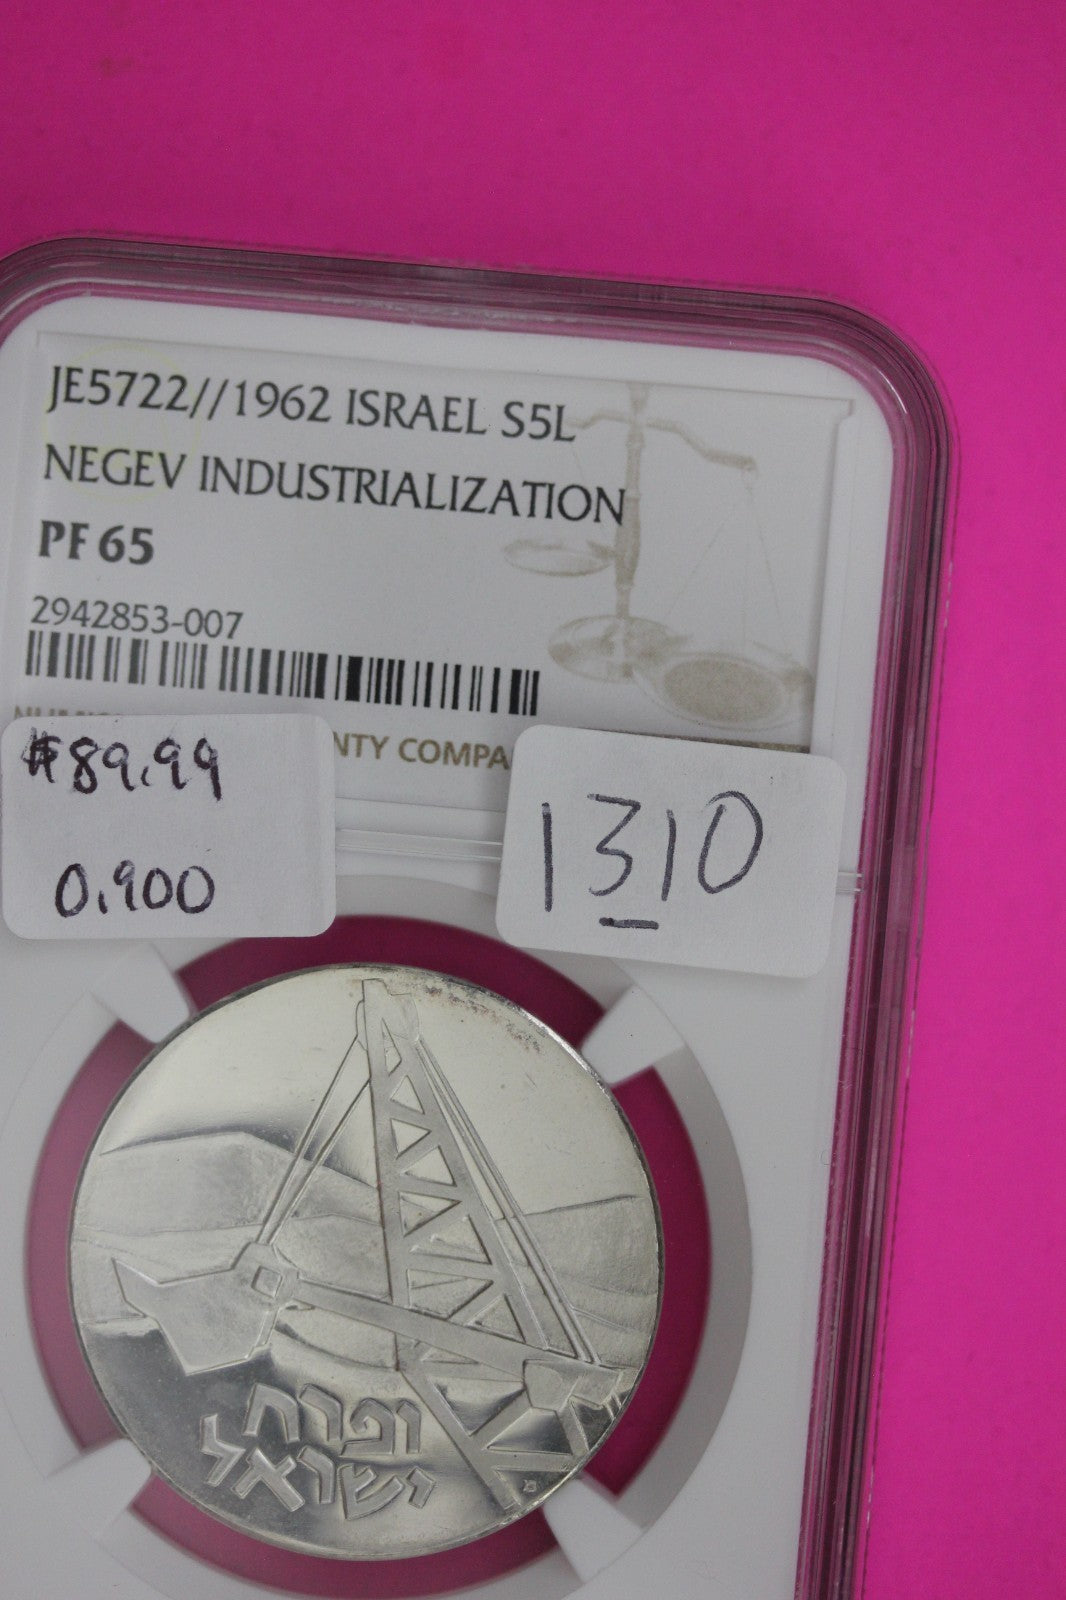 JE5722//1962 ISRAEL S5L
NEGEV INDUSTRIALIZATION
PF 65
2942853-007
NTY COMPA
$89.99
0.900
1310
ופרח
ישראל